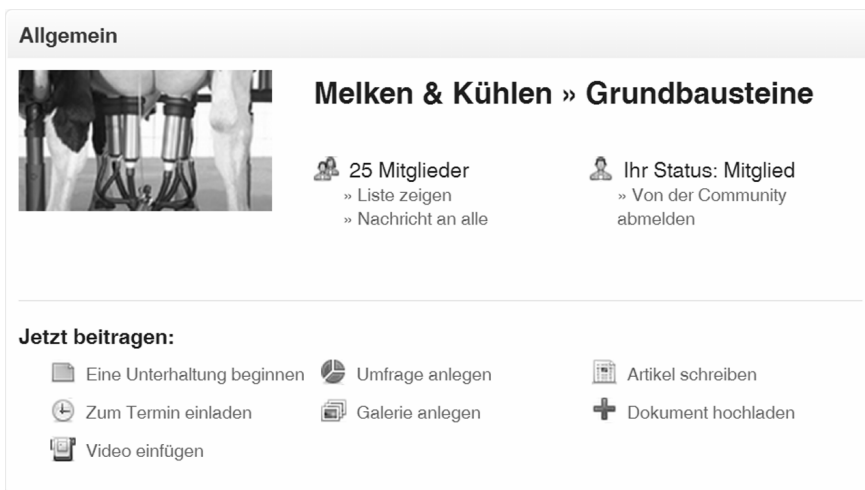 Allgemein
Melken & Kühlen » Grundbausteine
25 Mitglieder
» Liste zeigen
» Nachricht an alle
Ihr Status: Mitglied
» Von der Community
abmelden
Jetzt beitragen:
Eine Unterhaltung beginnen
Umfrage anlegen
Artikel schreiben
Zum Termin einladen
Galerie anlegen
Dokument hochladen
Video einfügen